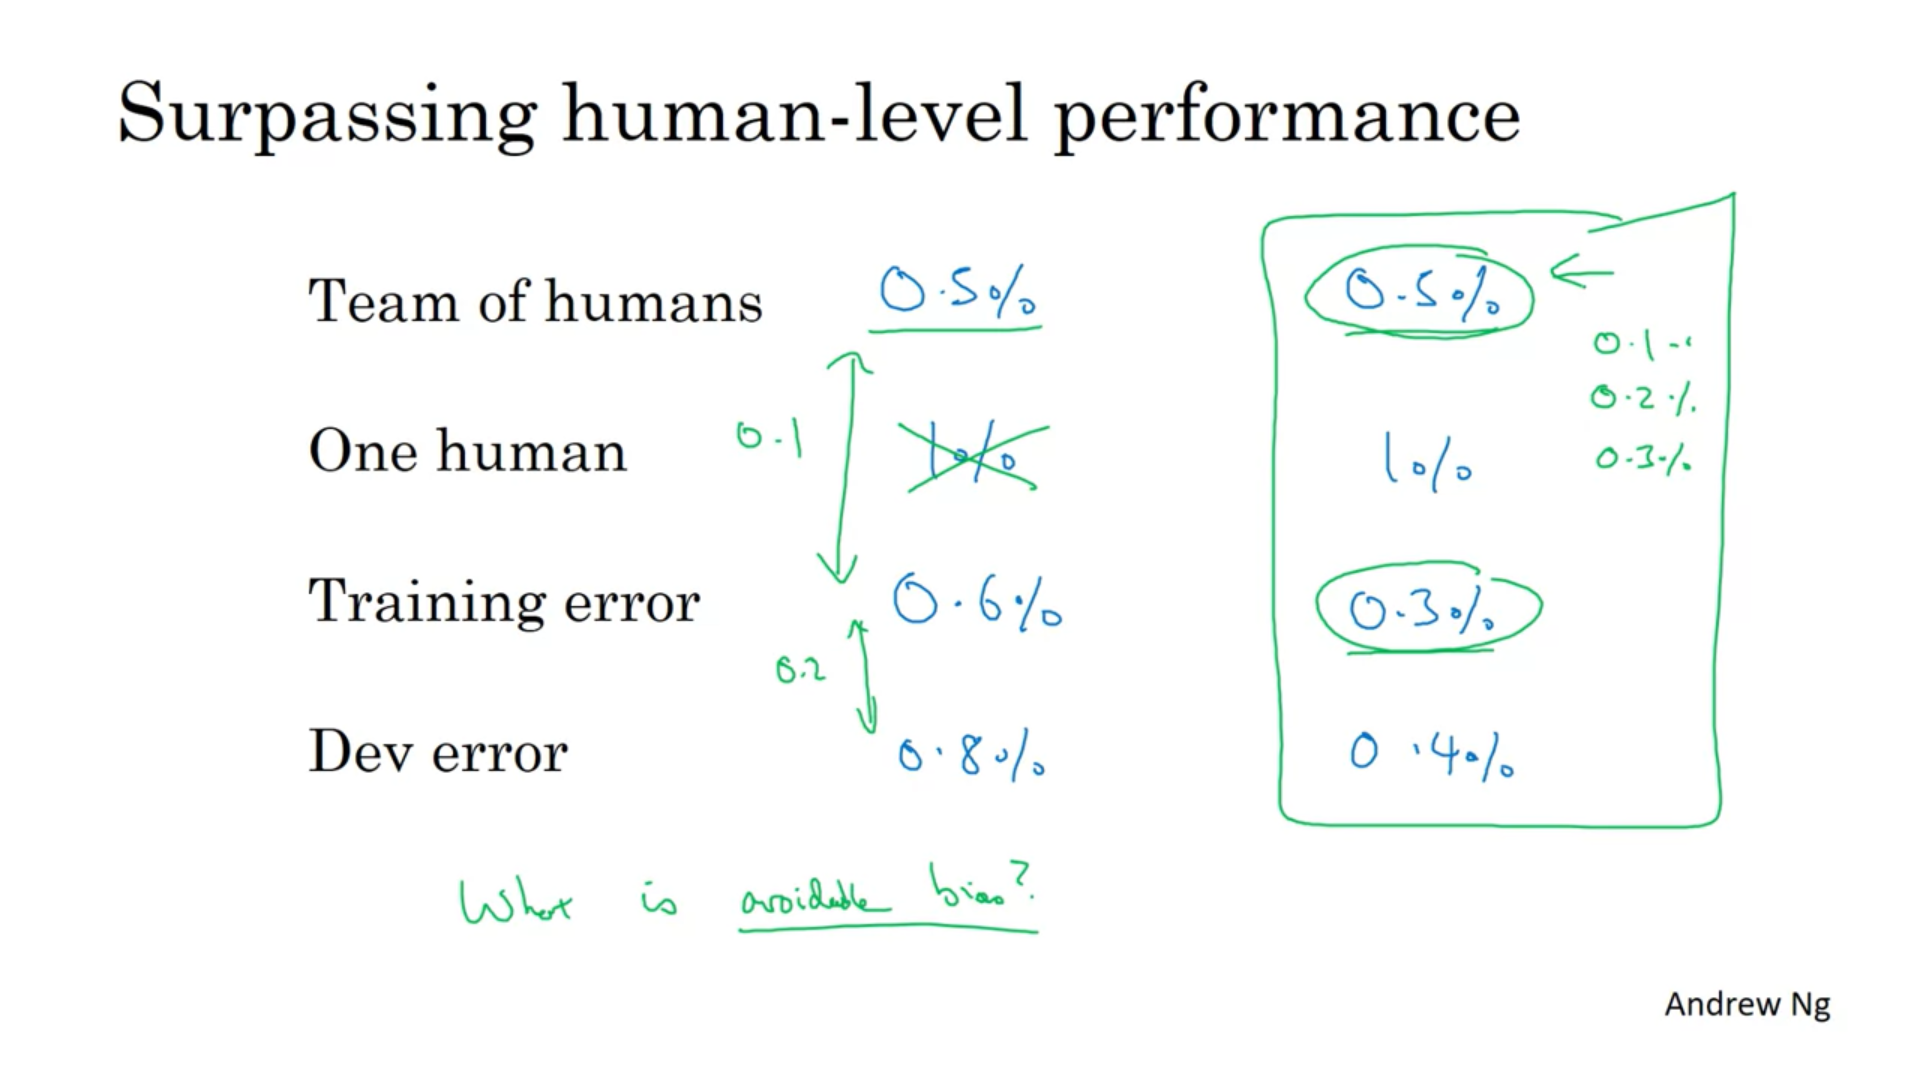 Surpassing human-level performance
Team of humans 0.5% 0.5% ←
0.1
0.2%
One human 0.1 1% 1% 0.3%
Training error 0.6% 0.3%
0.2
Dev error 0.8% 0.4%
What is avoidable bias?
Andrew Ng